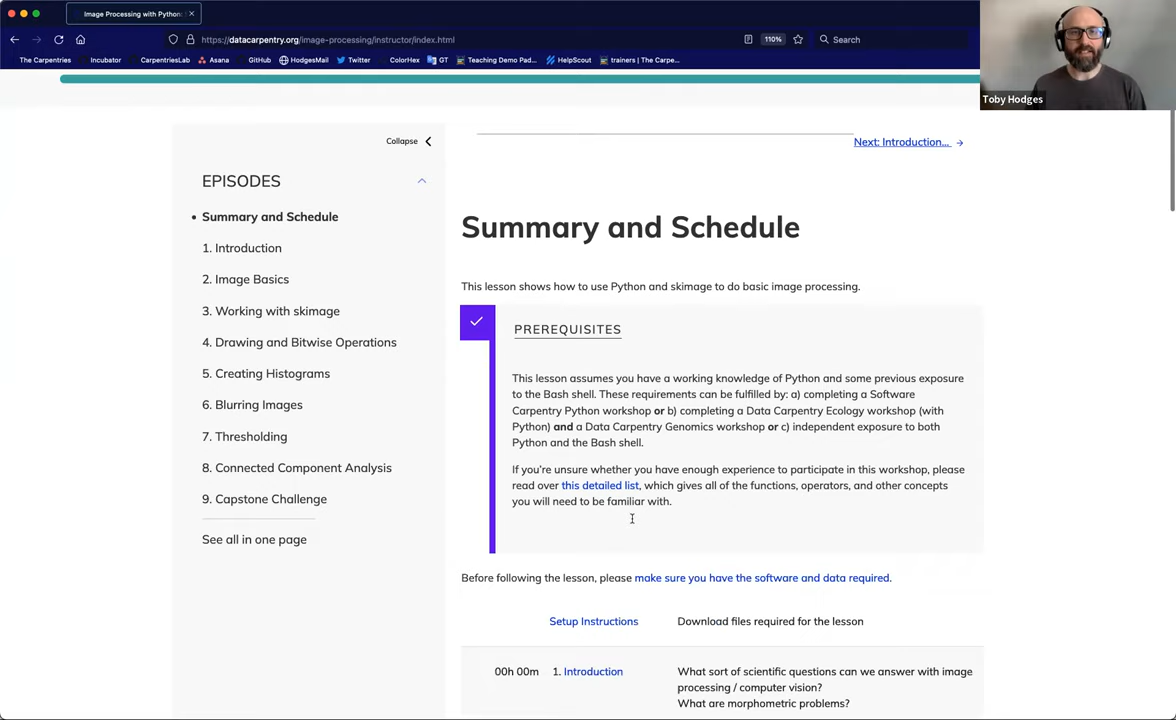 Image Processing with Python:
https://datacarpentry.org/image-processing/instructor/index.html
110%
Search
The Carpentries
Incubator
CarpentriesLab
Asana
GitHub
HodgesMail
Twitter
ColorHex
GT
Teaching Demo Pad...
HelpScout
trainers | The Carpe...
Toby Hodges
Collapse
Next: Introduction...
EPISODES
Summary and Schedule
1. Introduction
2. Image Basics
3. Working with skimage
4. Drawing and Bitwise Operations
5. Creating Histograms
6. Blurring Images
7. Thresholding
8. Connected Component Analysis
9. Capstone Challenge
See all in one page
Summary and Schedule
This lesson shows how to use Python and skimage to do basic image processing.
PREREQUISITES
This lesson assumes you have a working knowledge of Python and some previous exposure
to the Bash shell. These requirements can be fulfilled by: a) completing a Software
Carpentry Python workshop or b) completing a Data Carpentry Ecology workshop (with
Python) and a Data Carpentry Genomics workshop or c) independent exposure to both
Python and the Bash shell.
If you're unsure whether you have enough experience to participate in this workshop, please
read over this detailed list, which gives all of the functions, operators, and other concepts
you will need to be familiar with.
Before following the lesson, please make sure you have the software and data required.
Setup Instructions
Download files required for the lesson
00h 00m
1. Introduction
What sort of scientific questions can we answer with image
processing / computer vision?
What are morphometric problems?